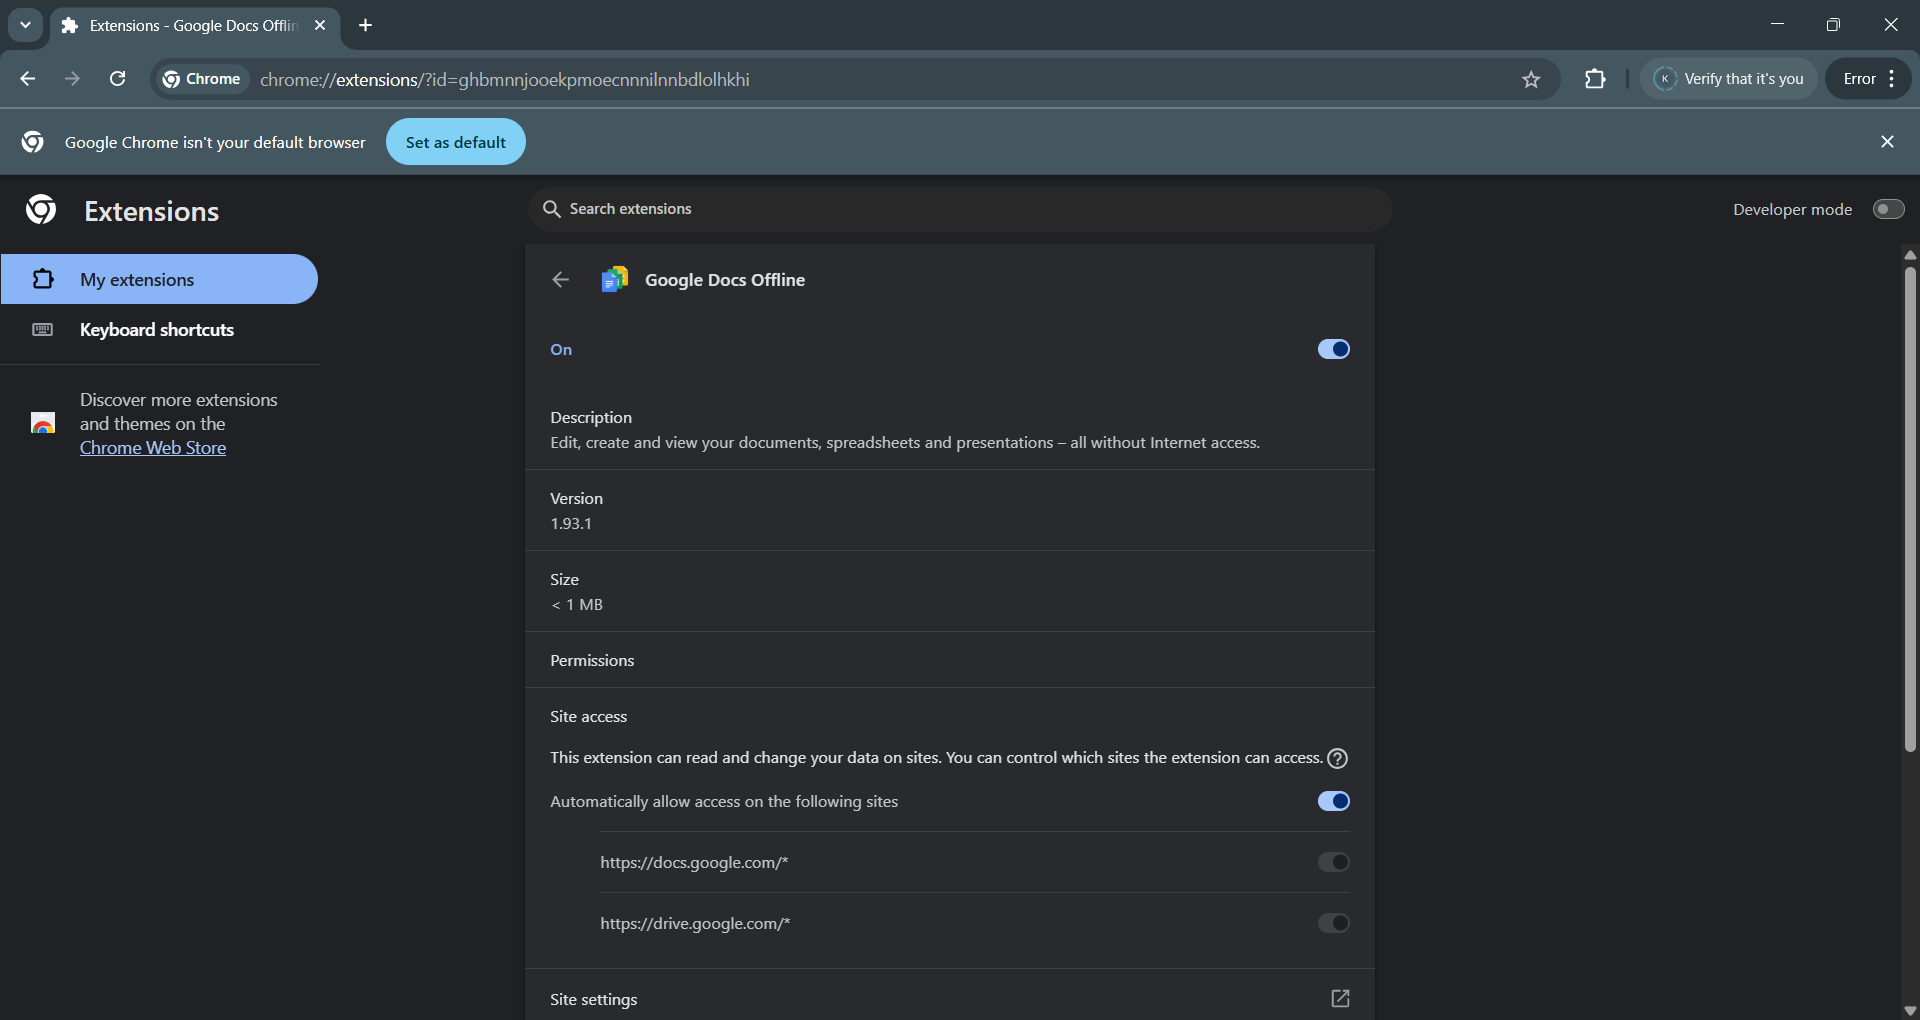 Extensions - Google Docs Offlin
Chrome
chrome://extensions/?id=ghbmnnjooekpmoecnnnilnnbdlolhkhi
K
Verify that it's you
Error
Google Chrome isn't your default browser
Set as default
Extensions
Search extensions
Developer mode
My extensions
Keyboard shortcuts
Discover more extensions
and themes on the
Chrome Web Store
Google Docs Offline
On
Description
Edit, create and view your documents, spreadsheets and presentations – all without Internet access.
Version
1.93.1
Size
< 1 MB
Permissions
Site access
This extension can read and change your data on sites. You can control which sites the extension can access.
Automatically allow access on the following sites
https://docs.google.com/*
https://drive.google.com/*
Site settings